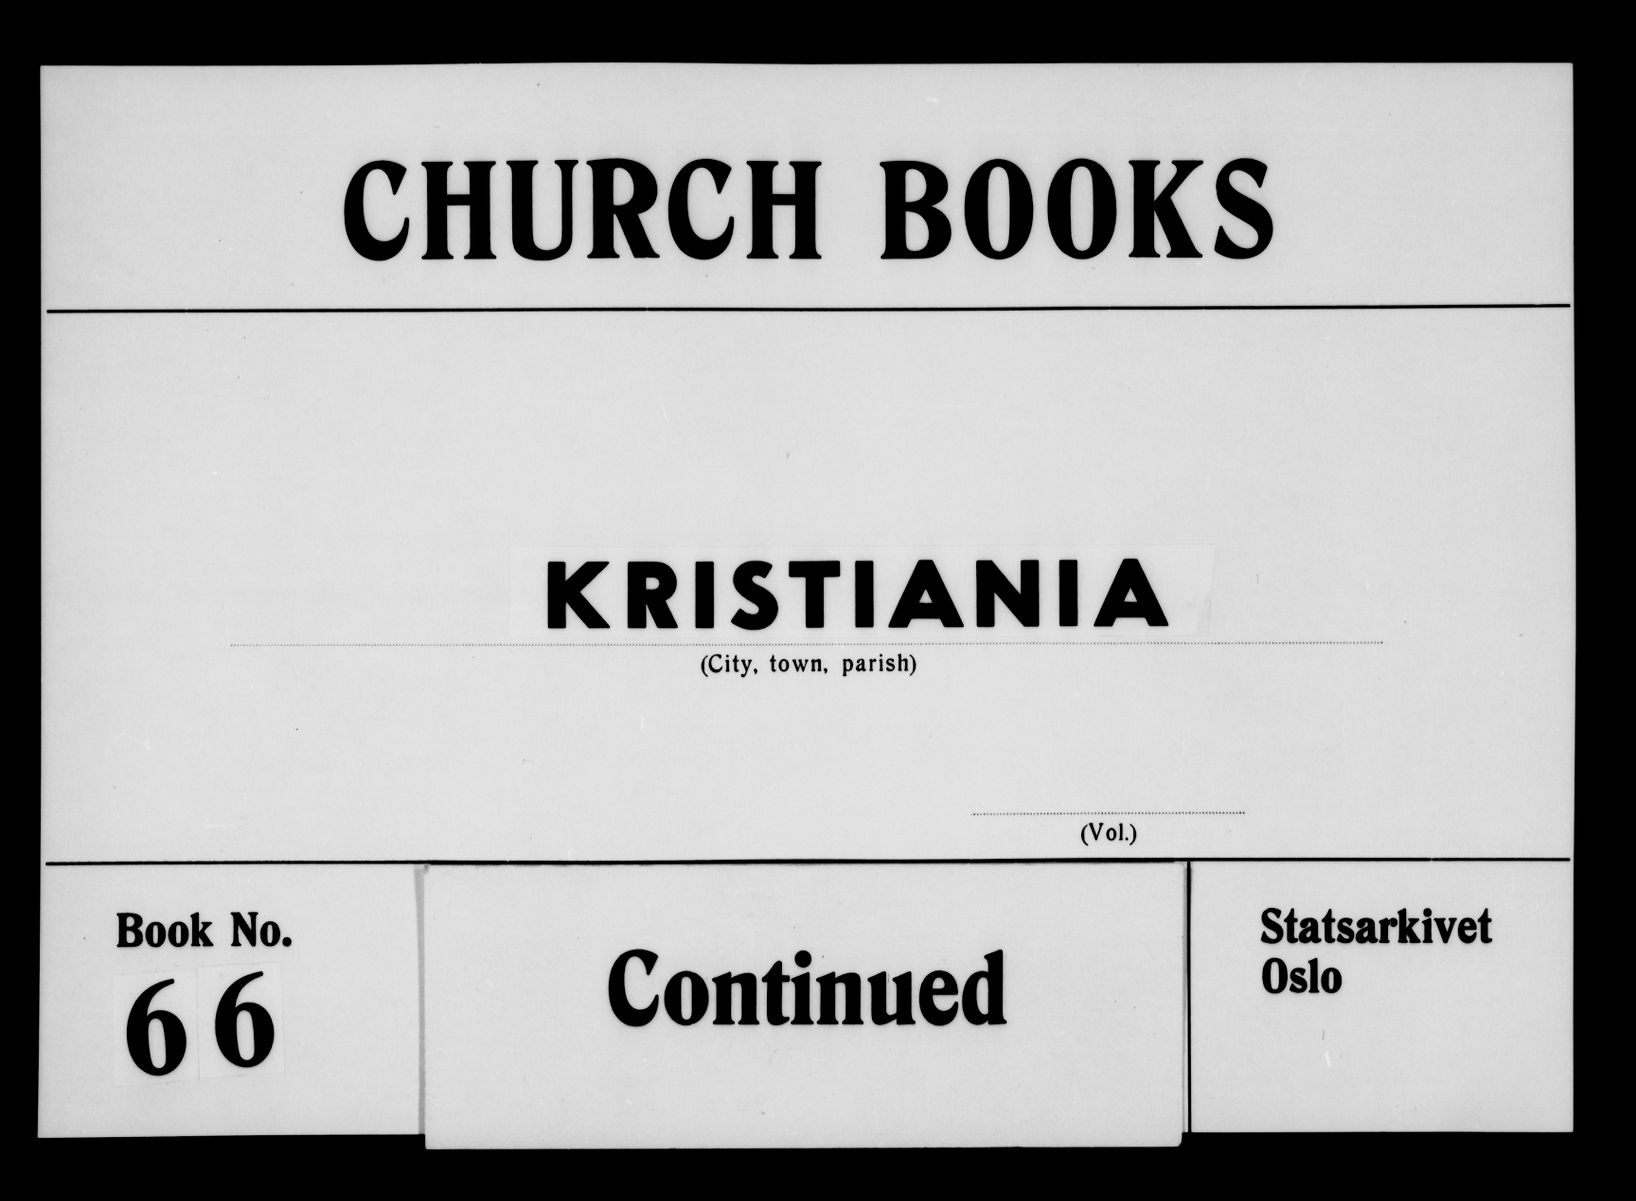 CHURCH BOOKS
KRISTIANIA
(City, town, parish)
(Vol.)
Book No.
66
Continued
Statsarkivet
Oslo